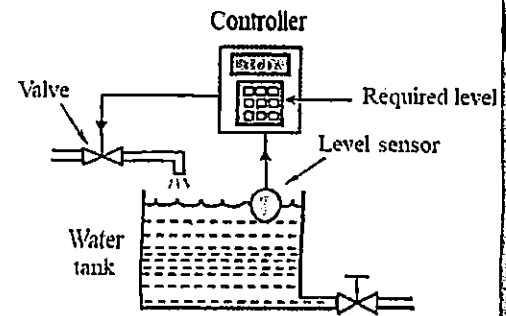 Controller
Valve
Required level
Level sensor
Water
tank